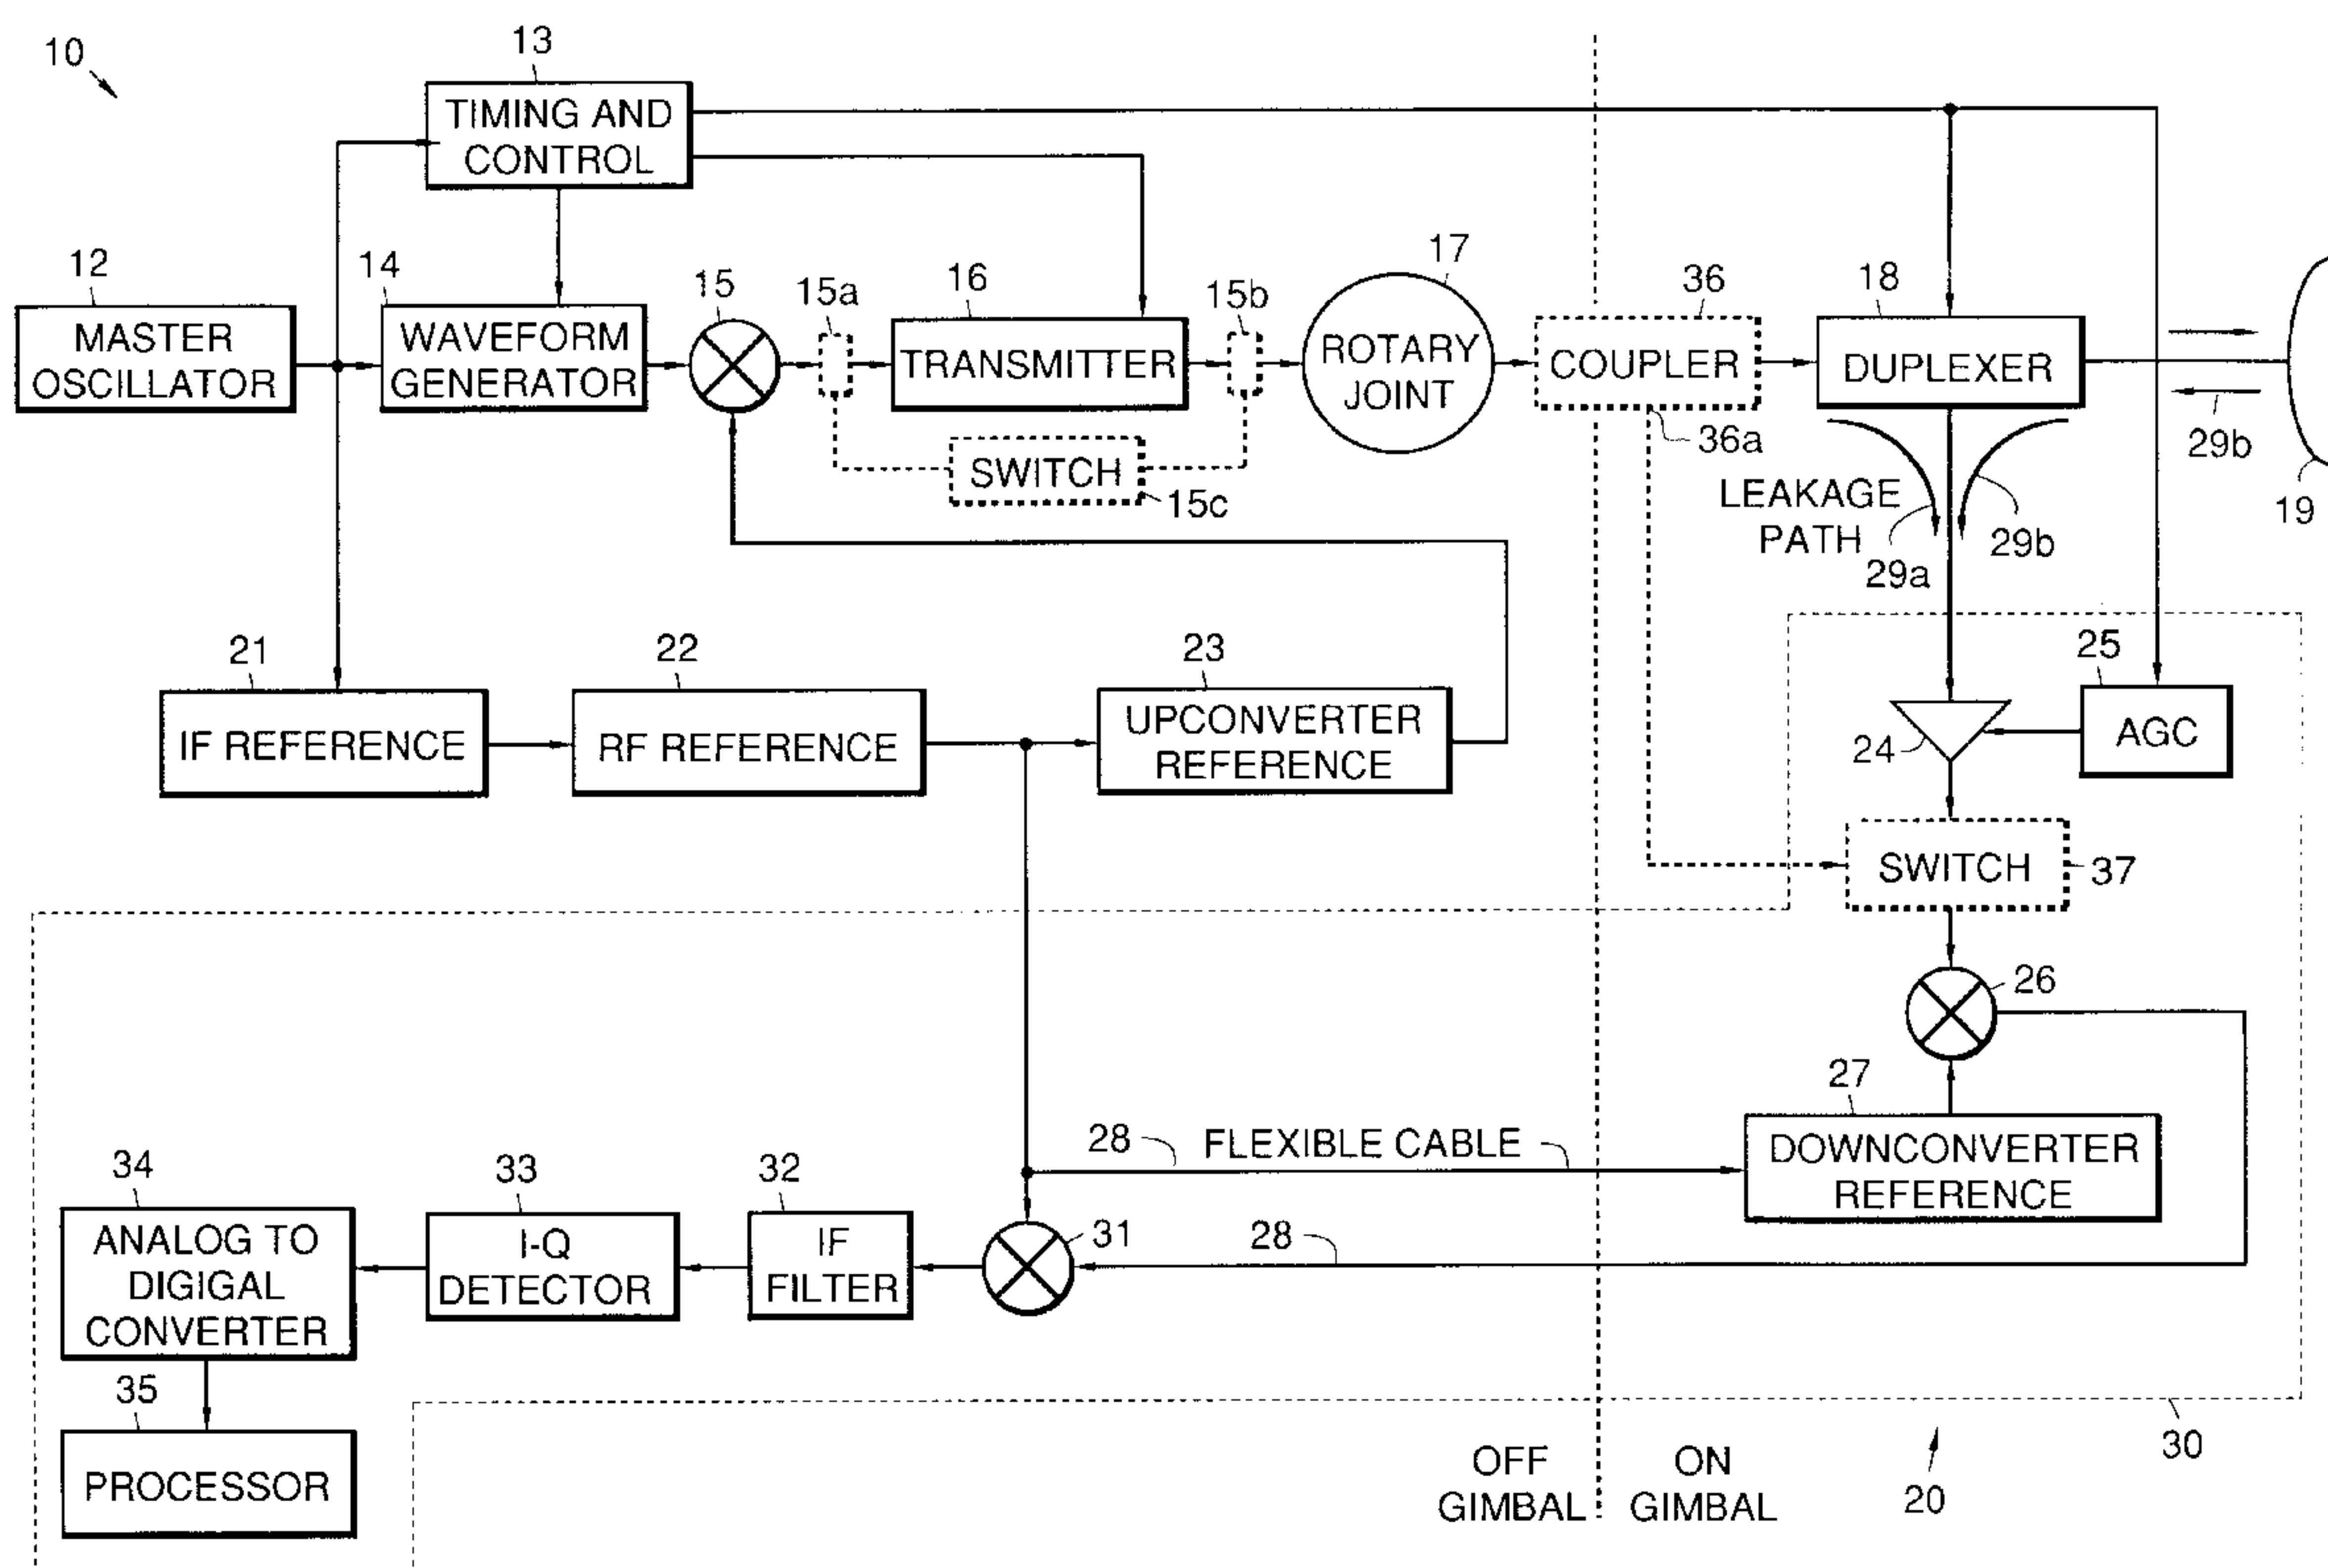 10
13
TIMING AND
CONTROL
12
MASTER
OSCILLATOR
14
WAVEFORM
GENERATOR
15
15a
16
TRANSMITTER
15b
17
ROTARY
JOINT
36
COUPLER
36a
18
DUPLEXER
29b
19
SWITCH
15c
LEAKAGE
PATH
29a
29b
21
IF REFERENCE
22
RF REFERENCE
23
UPCONVERTER
REFERENCE
24
25
AGC
SWITCH
37
26
27
DOWNCONVERTER
REFERENCE
28
FLEXIBLE CABLE
28
34
ANALOG TO
DIGIGAL
CONVERTER
33
I-Q
DETECTOR
32
IF
FILTER
31
35
PROCESSOR
OFF
GIMBAL
ON
GIMBAL
20
30